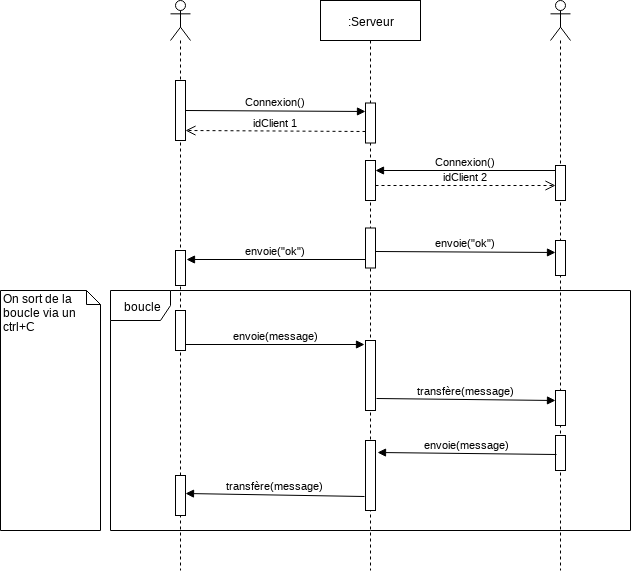 :Serveur
Connexion()
idClient 1
Connexion()
idClient 2
envoie("ok")
envoie("ok")
On sort de la
boucle via un
ctrl+C
boucle
envoie(message)
transfère(message)
envoie(message)
transfère(message)